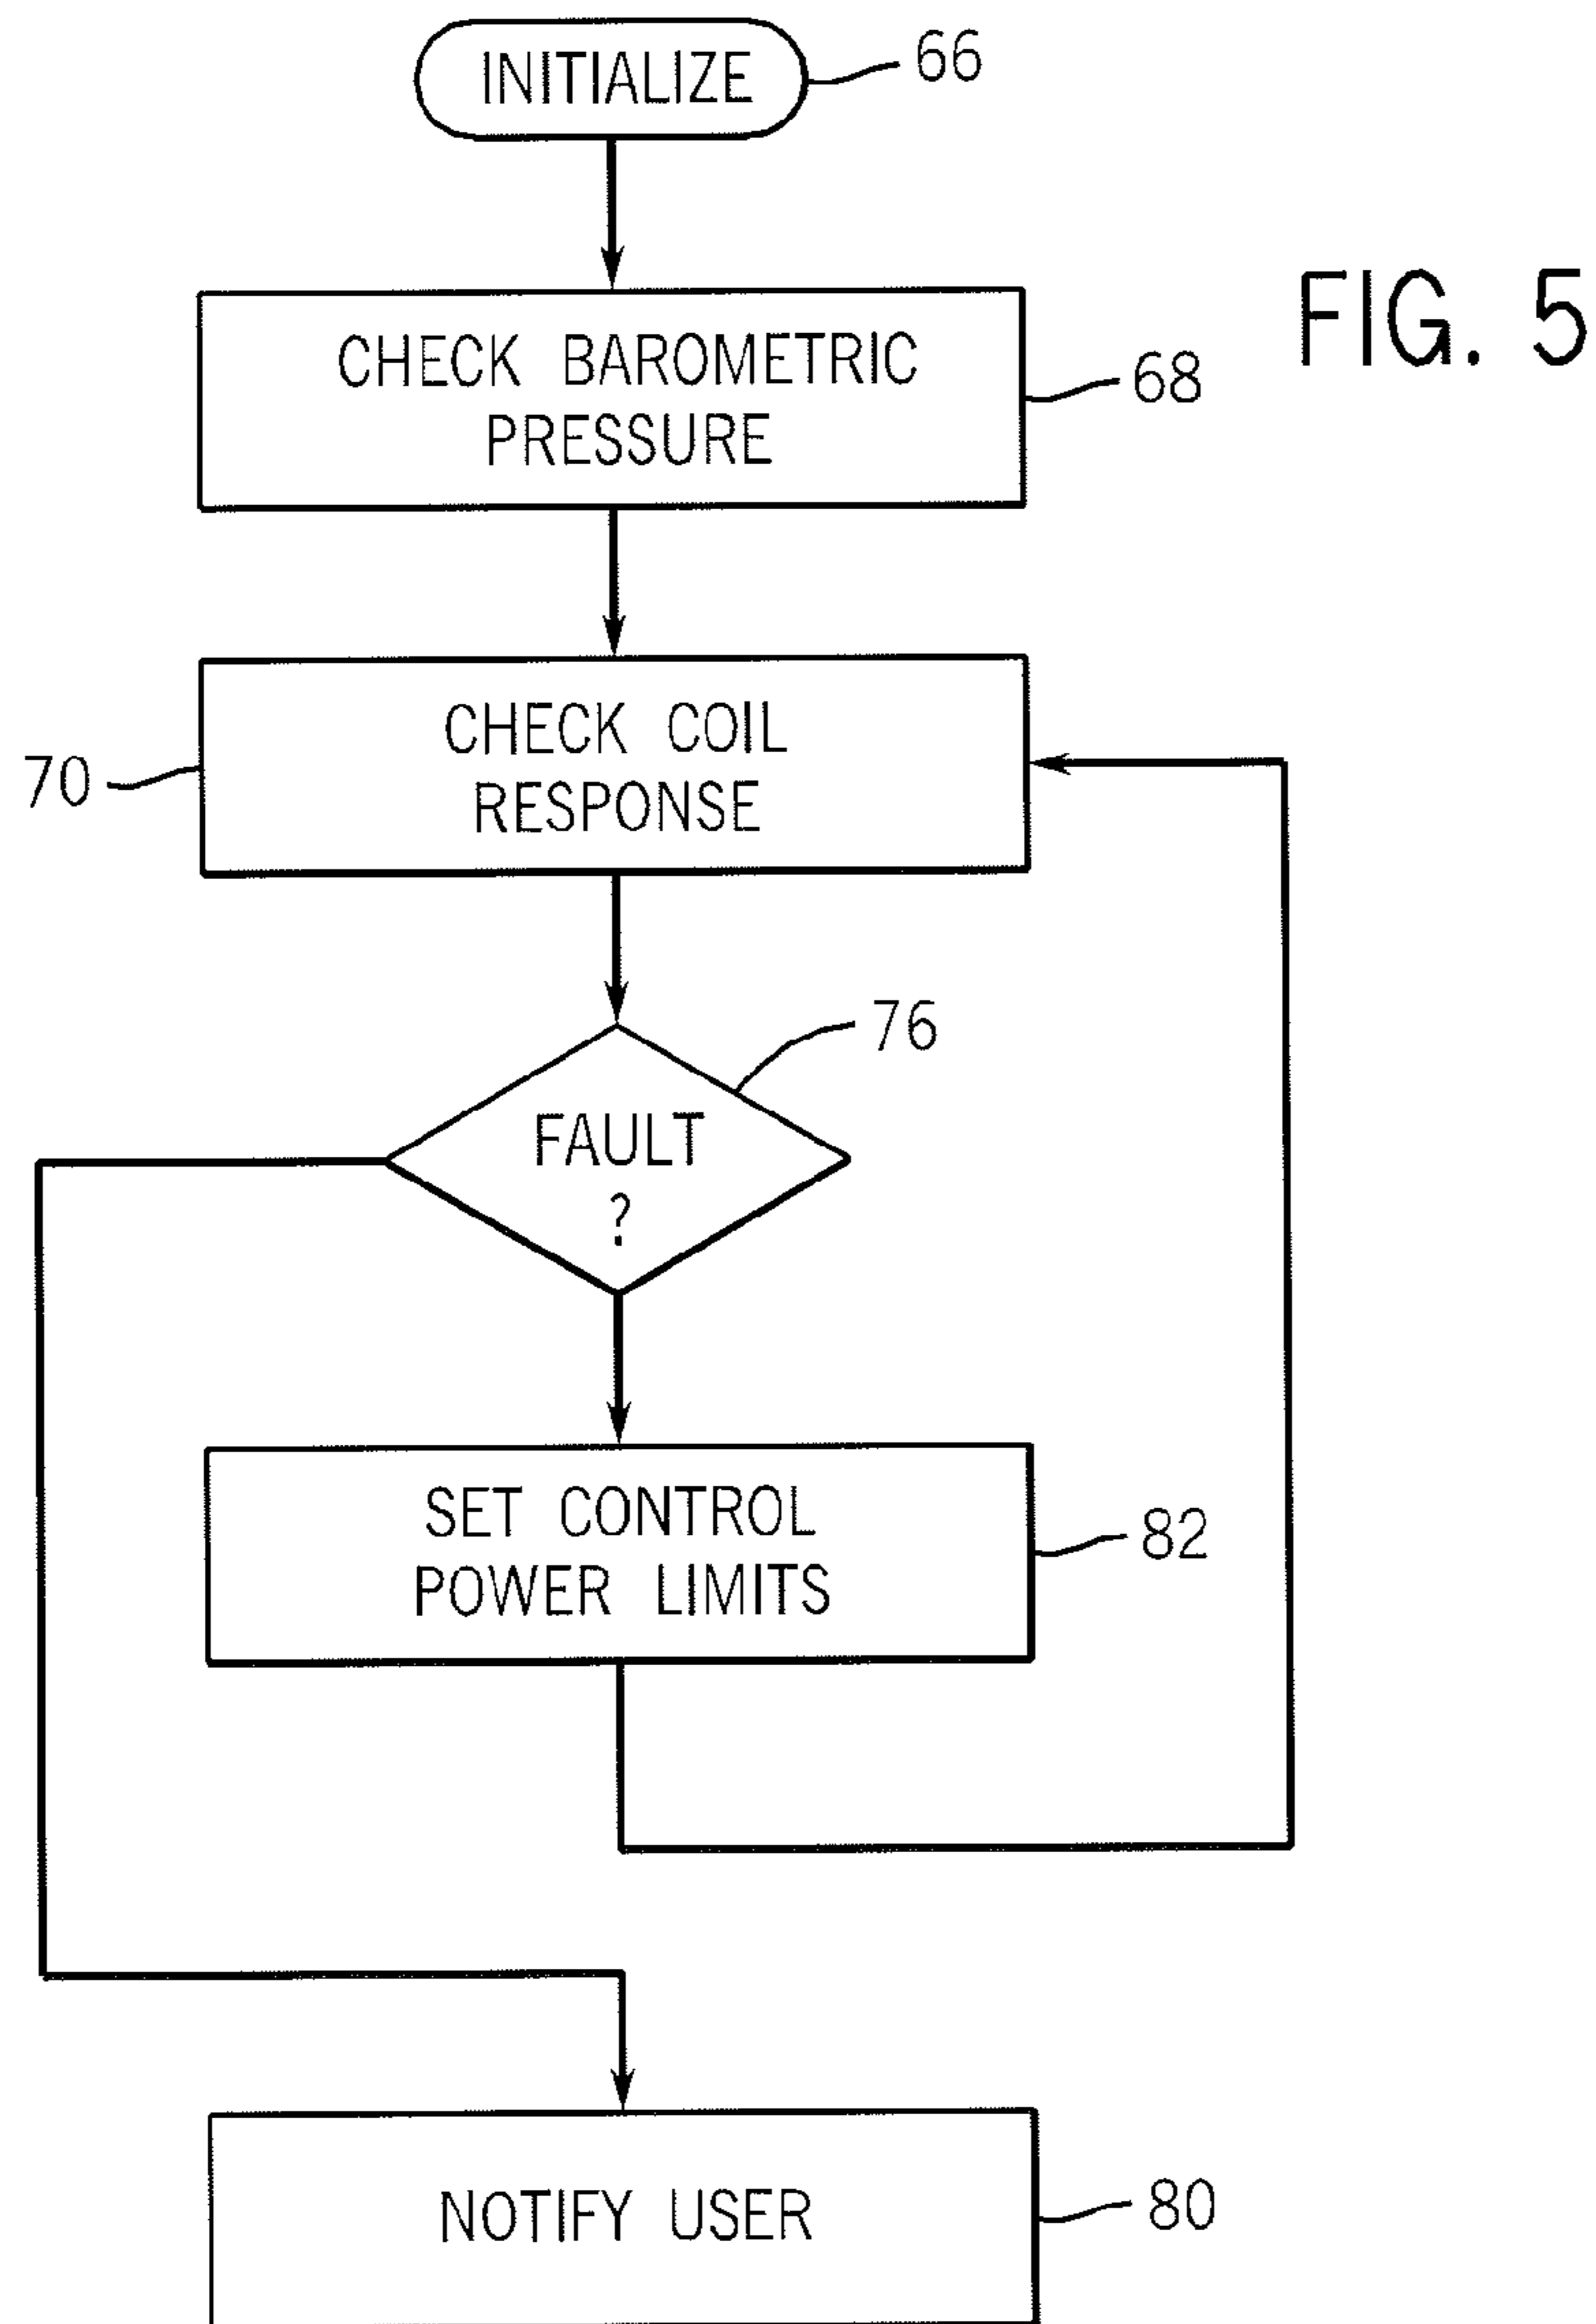 INITIALIZE
66
FIG. 5
CHECK BAROMETRIC
PRESSURE
68
CHECK COIL
RESPONSE
70
76
FAULT
?
SET CONTROL
POWER LIMITS
82
NOTIFY USER
80